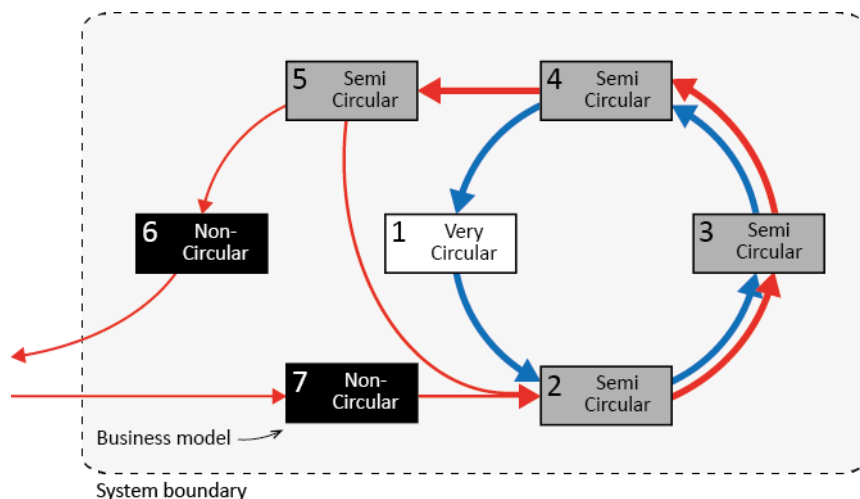 5 Semi
Circular
4 Semi
Circular
6 Non-
Circular
1 Very
Circular
3 Semi
Circular
7 Non-
Circular
2 Semi
Circular
Business model
System boundary